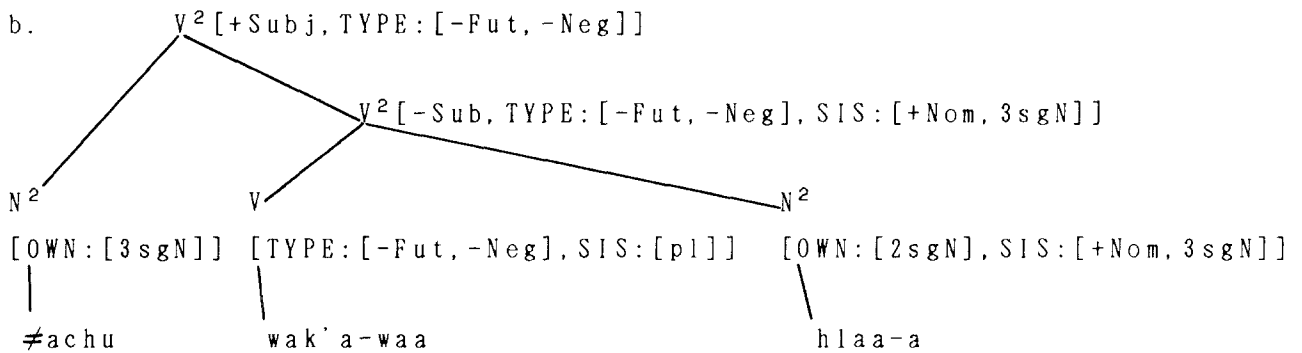 b. V²[+Subj, TYPE:[-Fut, -Neg]]
V²[-Sub, TYPE:[-Fut, -Neg], SIS:[+Nom, 3sgN]]
N² V N²
[OWN:[3sgN]] [TYPE:[-Fut, -Neg], SIS:[pl]] [OWN:[2sgN], SIS:[+Nom, 3sgN]]
≠achu wak'a-waa hlaa-a